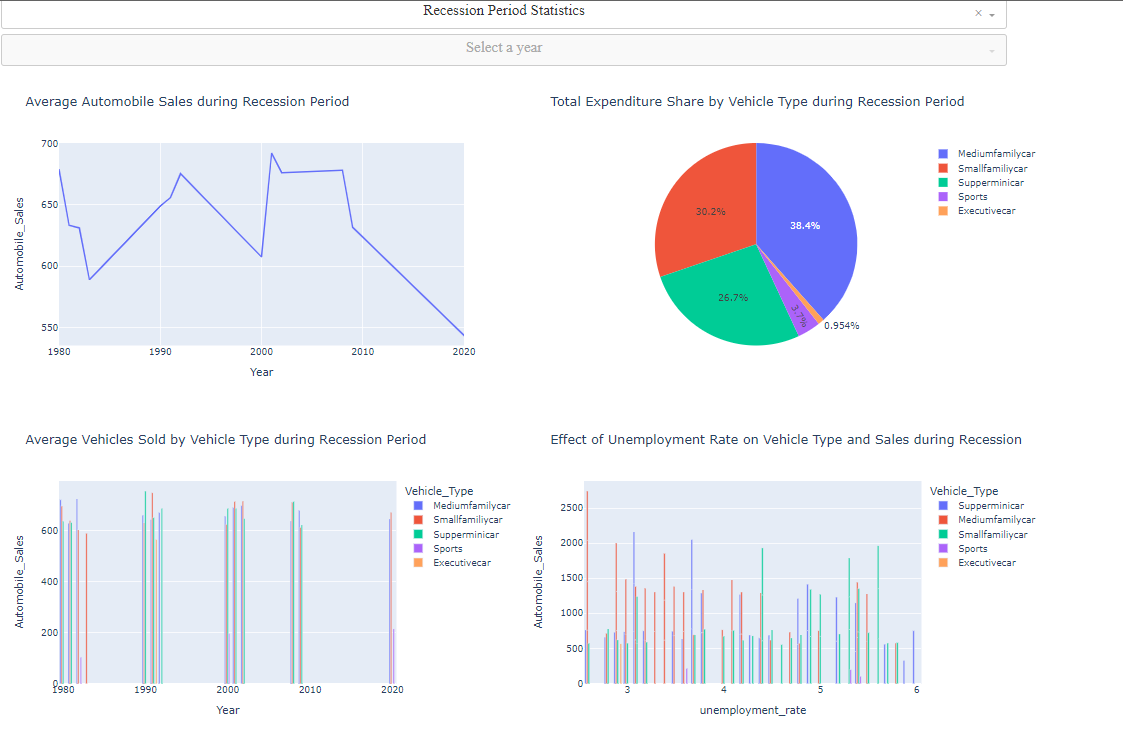 Recession Period Statistics
×
Select a year
Average Automobile Sales during Recession Period
700
650
600
550
Automobile_Sales
1980 1990 2000 2010 2020
Year
Total Expenditure Share by Vehicle Type during Recession Period
38.4%
30.2%
26.7%
3.7%
0.954%
Mediumfamilycar
Smallfamiliycar
Supperminicar
Sports
Executivecar
Average Vehicles Sold by Vehicle Type during Recession Period
600
400
200
0
Automobile_Sales
1980 1990 2000 2010 2020
Year
Vehicle_Type
Mediumfamilycar
Smallfamiliycar
Supperminicar
Sports
Executivecar
Effect of Unemployment Rate on Vehicle Type and Sales during Recession
2500
2000
1500
1000
500
0
Automobile_Sales
3 4 5 6
unemployment_rate
Vehicle_Type
Supperminicar
Mediumfamilycar
Smallfamiliycar
Sports
Executivecar